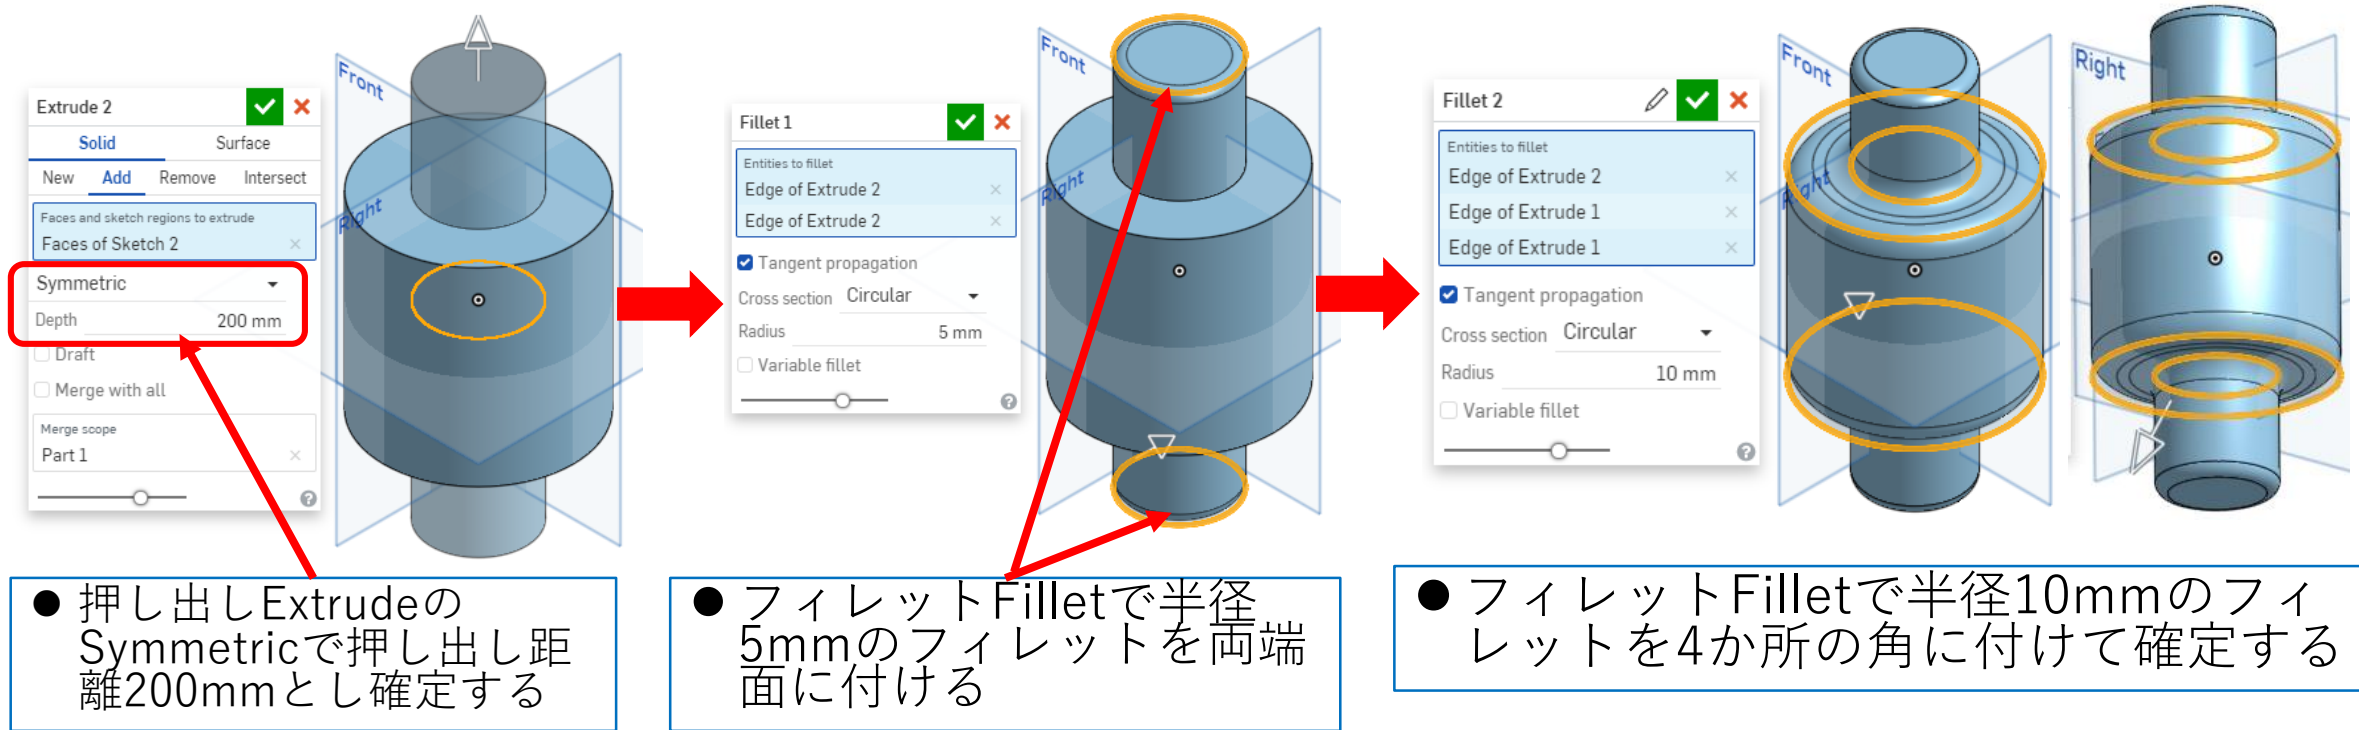 Extrude 2
Solid Surface
New Add Remove Intersect
Faces and sketch regions to extrude
Faces of Sketch 2
Symmetric
Depth 200 mm
Draft
Merge with all
Merge scope
Part 1
Front
Right
●押し出しExtrudeの
Symmetricで押し出し距
離200mmとし確定する
Fillet 1
Entities to fillet
Edge of Extrude 2
Edge of Extrude 2
Tangent propagation
Cross section Circular
Radius 5 mm
Variable fillet
Front
Right
●フィレットFilletで半径
5mmのフィレットを両端
面に付ける
Fillet 2
Entities to fillet
Edge of Extrude 2
Edge of Extrude 1
Edge of Extrude 1
Tangent propagation
Cross section Circular
Radius 10 mm
Variable fillet
Front
Right
Right
●フィレットFilletで半径10mmのフィ
レットを4か所の角に付けて確定する